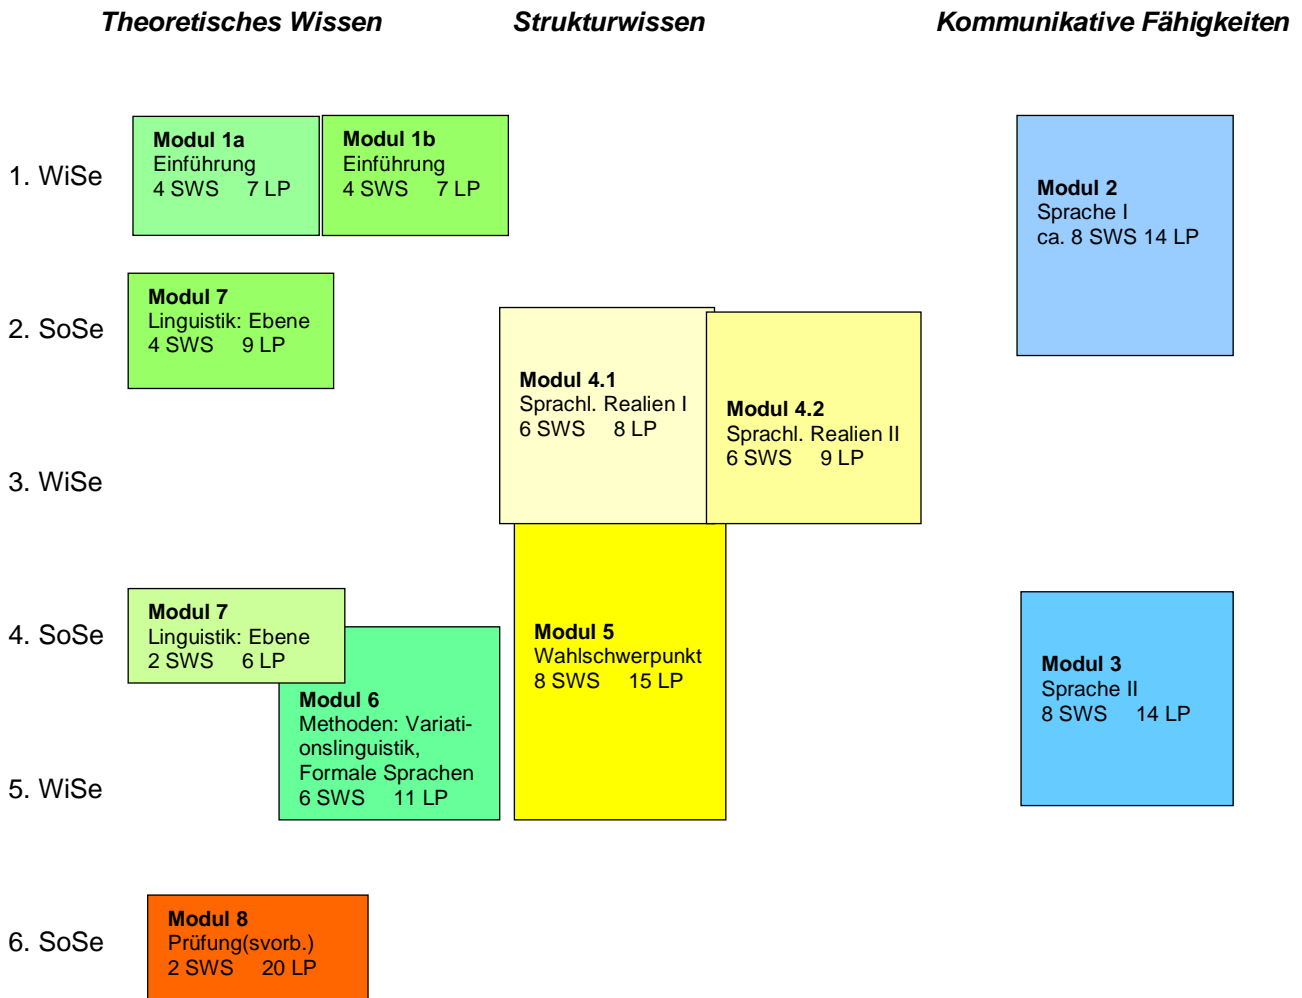 Theoretisches Wissen
Strukturwissen
Kommunikative Fähigkeiten
1. WiSe
Modul 1a
Einführung
4 SWS 7 LP
Modul 1b
Einführung
4 SWS 7 LP
Modul 2
Sprache I
ca. 8 SWS 14 LP
2. SoSe
Modul 7
Linguistik: Ebene
4 SWS 9 LP
Modul 4.1
Sprachl. Realien I
6 SWS 8 LP
Modul 4.2
Sprachl. Realien II
6 SWS 9 LP
3. WiSe
4. SoSe
Modul 7
Linguistik: Ebene
2 SWS 6 LP
Modul 6
Methoden: Variati-
onslinguistik,
Formale Sprachen
6 SWS 11 LP
Modul 5
Wahlschwerpunkt
8 SWS 15 LP
Modul 3
Sprache II
8 SWS 14 LP
5. WiSe
6. SoSe
Modul 8
Prüfung(svorb.)
2 SWS 20 LP